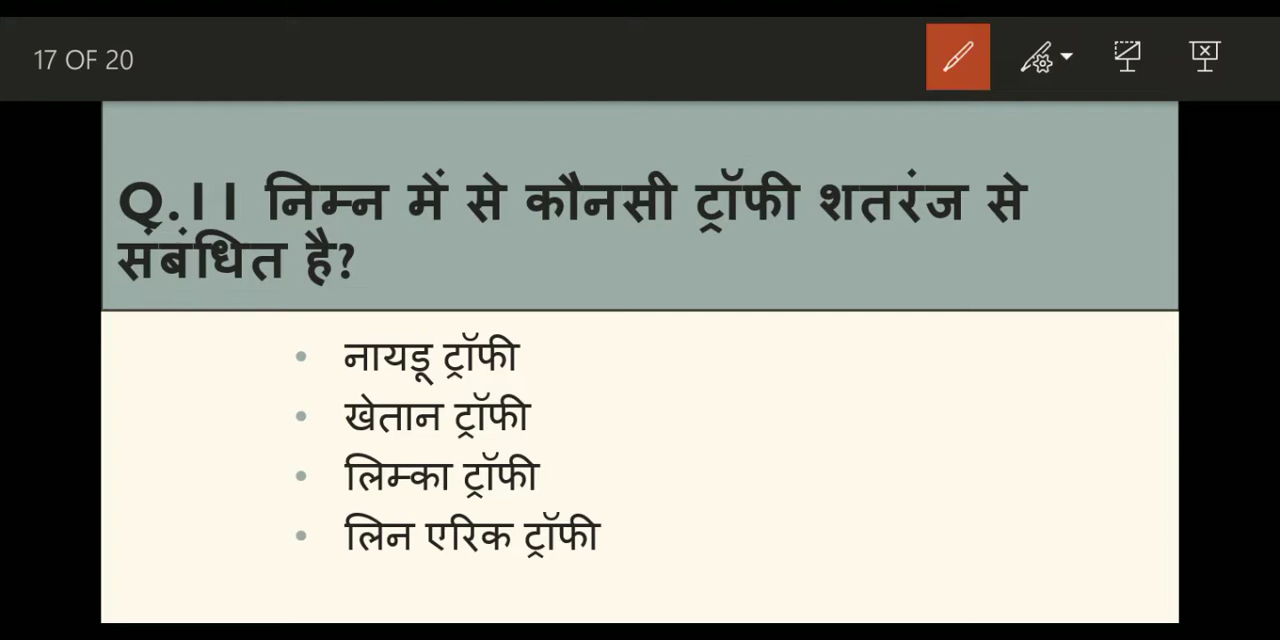 17 OF 20
Q.11 निम्न में से कौनसी ट्रॉफी शतरंज से
संबंधित है?
• नायडू ट्रॉफी
• खेतान ट्रॉफी
• लिम्का ट्रॉफी
• लिन एरिक ट्रॉफी